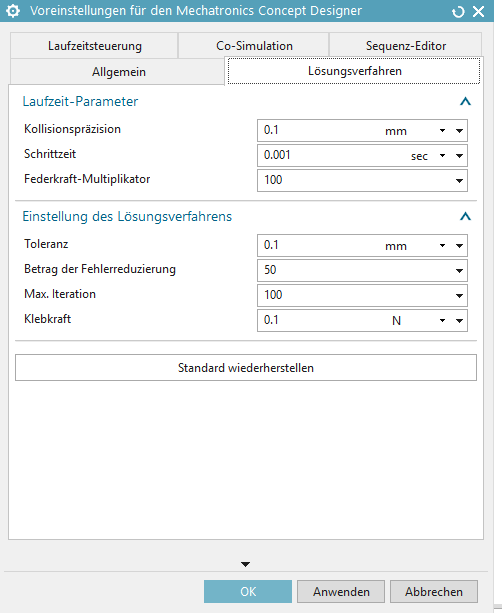 Voreinstellungen für den Mechatronics Concept Designer
Laufzeitsteuerung Co-Simulation Sequenz-Editor
Allgemein Lösungsverfahren
Laufzeit-Parameter
Kollisionspräzision 0.1 mm
Schrittzeit 0.001 sec
Federkraft-Multiplikator 100
Einstellung des Lösungsverfahrens
Toleranz 0.1 mm
Betrag der Fehlerreduzierung 50
Max. Iteration 100
Klebkraft 0.1 N
Standard wiederherstellen
OK Anwenden Abbrechen